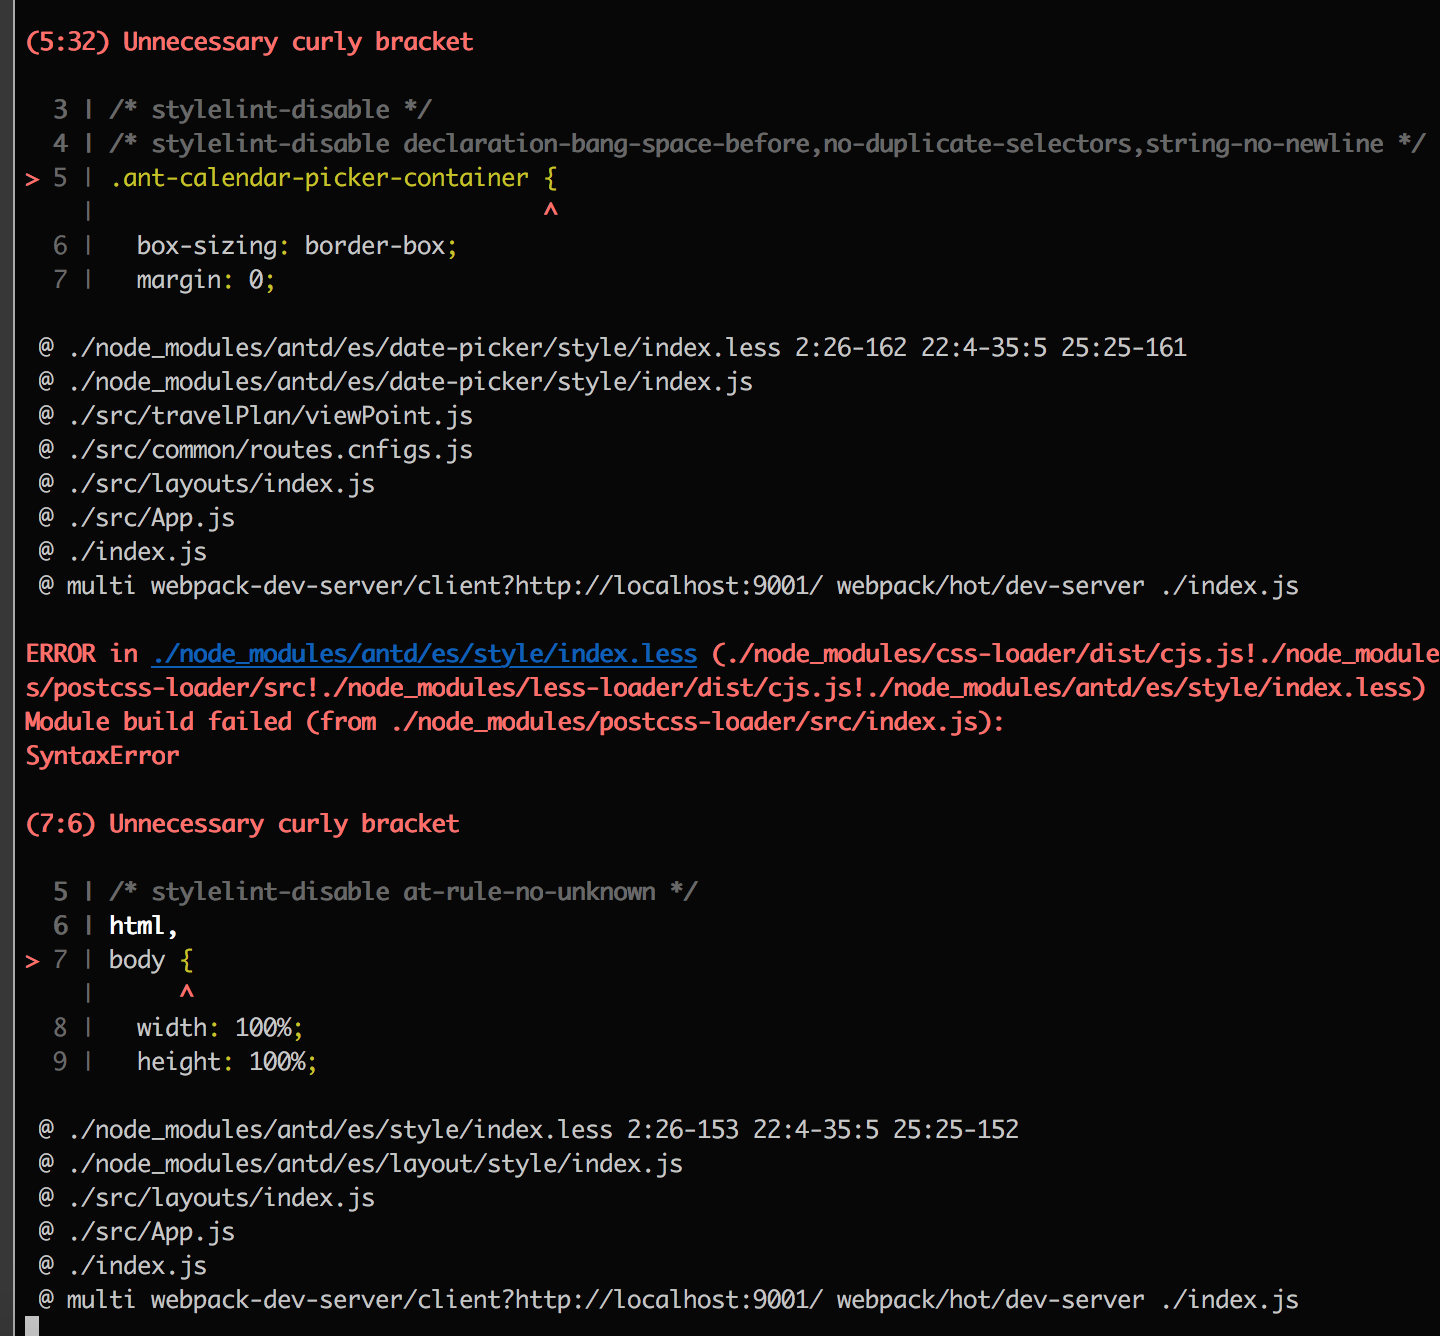 (5:32) Unnecessary curly bracket
3 | /* stylelint-disable */
4 | /* stylelint-disable declaration-bang-space-before,no-duplicate-selectors,string-no-newline */
> 5 | .ant-calendar-picker-container {
| ^
6 | box-sizing: border-box;
7 | margin: 0;
@ ./node_modules/antd/es/date-picker/style/index.less 2:26-162 22:4-35:5 25:25-161
@ ./node_modules/antd/es/date-picker/style/index.js
@ ./src/travelPlan/viewPoint.js
@ ./src/common/routes.cnfigs.js
@ ./src/layouts/index.js
@ ./src/App.js
@ ./index.js
@ multi webpack-dev-server/client?http://localhost:9001/ webpack/hot/dev-server ./index.js
ERROR in ./node_modules/antd/es/style/index.less (./node_modules/css-loader/dist/cjs.js!./node_module
s/postcss-loader/src!./node_modules/less-loader/dist/cjs.js!./node_modules/antd/es/style/index.less)
Module build failed (from ./node_modules/postcss-loader/src/index.js):
SyntaxError
(7:6) Unnecessary curly bracket
5 | /* stylelint-disable at-rule-no-unknown */
6 | html,
> 7 | body {
| ^
8 | width: 100%;
9 | height: 100%;
@ ./node_modules/antd/es/style/index.less 2:26-153 22:4-35:5 25:25-152
@ ./node_modules/antd/es/layout/style/index.js
@ ./src/layouts/index.js
@ ./src/App.js
@ ./index.js
@ multi webpack-dev-server/client?http://localhost:9001/ webpack/hot/dev-server ./index.js